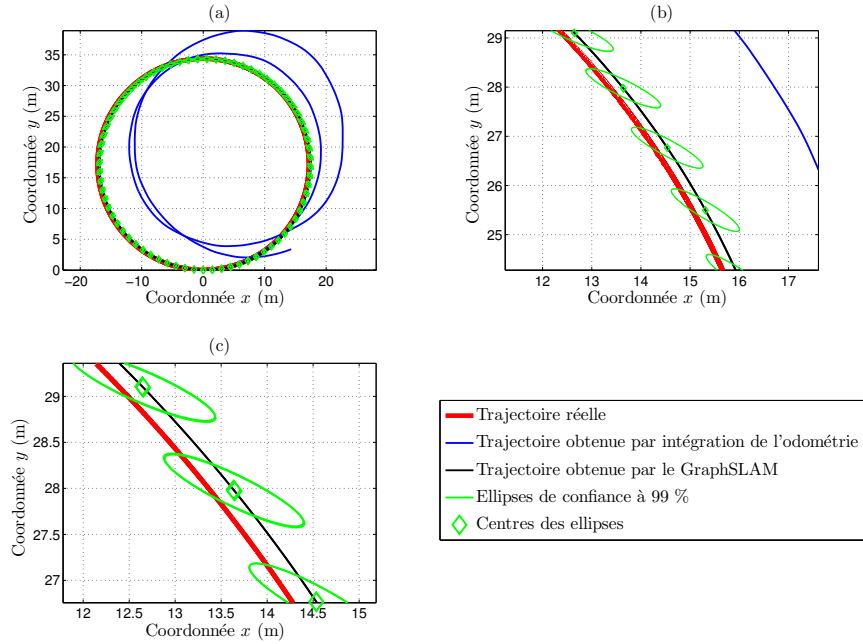 (a)
40
35
30
25
20
15
10
5
0
−20 −10 0 10 20
Coordonnée y (m)
Coordonnée x (m)
(b)
29
28
27
26
25
12 13 14 15 16 17
Coordonnée y (m)
Coordonnée x (m)
(c)
29
28.5
28
27.5
27
12 12.5 13 13.5 14 14.5 15
Coordonnée y (m)
Coordonnée x (m)
Trajectoire réelle
Trajectoire obtenue par intégration de l'odométrie
Trajectoire obtenue par le GraphSLAM
Ellipses de confiance à 99 %
Centres des ellipses